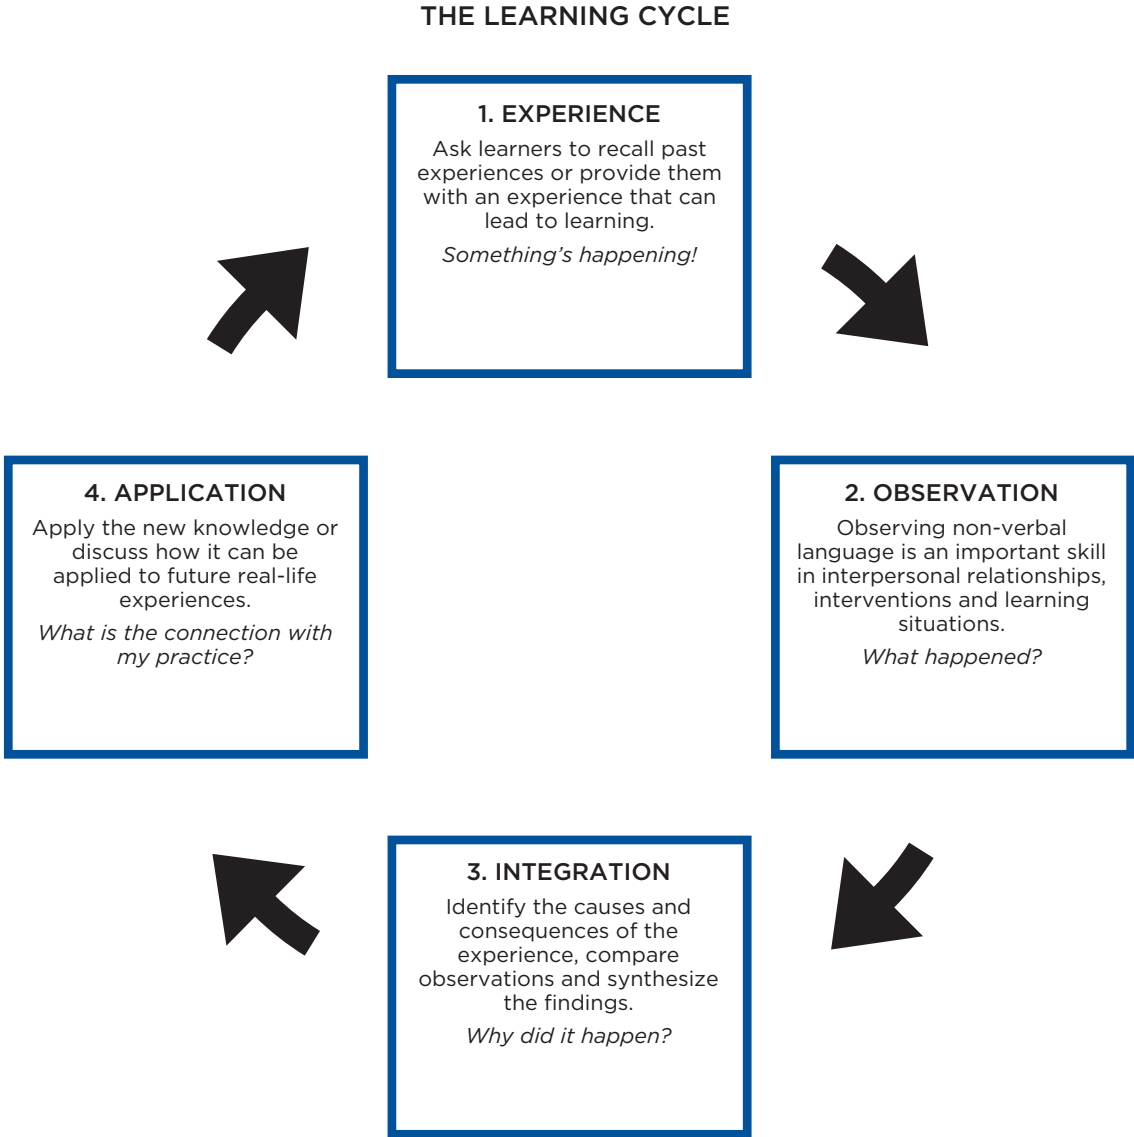 THE LEARNING CYCLE
1. EXPERIENCE
Ask learners to recall past
experiences or provide them
with an experience that can
lead to learning.
Something's happening!
2. OBSERVATION
Observing non-verbal
language is an important skill
in interpersonal relationships,
interventions and learning
situations.
What happened?
3. INTEGRATION
Identify the causes and
consequences of the
experience, compare
observations and synthesize
the findings.
Why did it happen?
4. APPLICATION
Apply the new knowledge or
discuss how it can be
applied to future real-life
experiences.
What is the connection with
my practice?